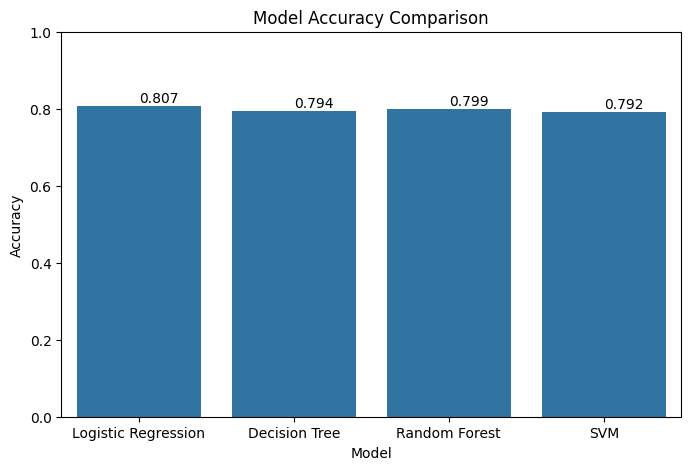 Model Accuracy Comparison
1.0
0.8
0.6
0.4
0.2
0.0
Accuracy
0.807
0.794
0.799
0.792
Logistic Regression
Decision Tree
Random Forest
SVM
Model